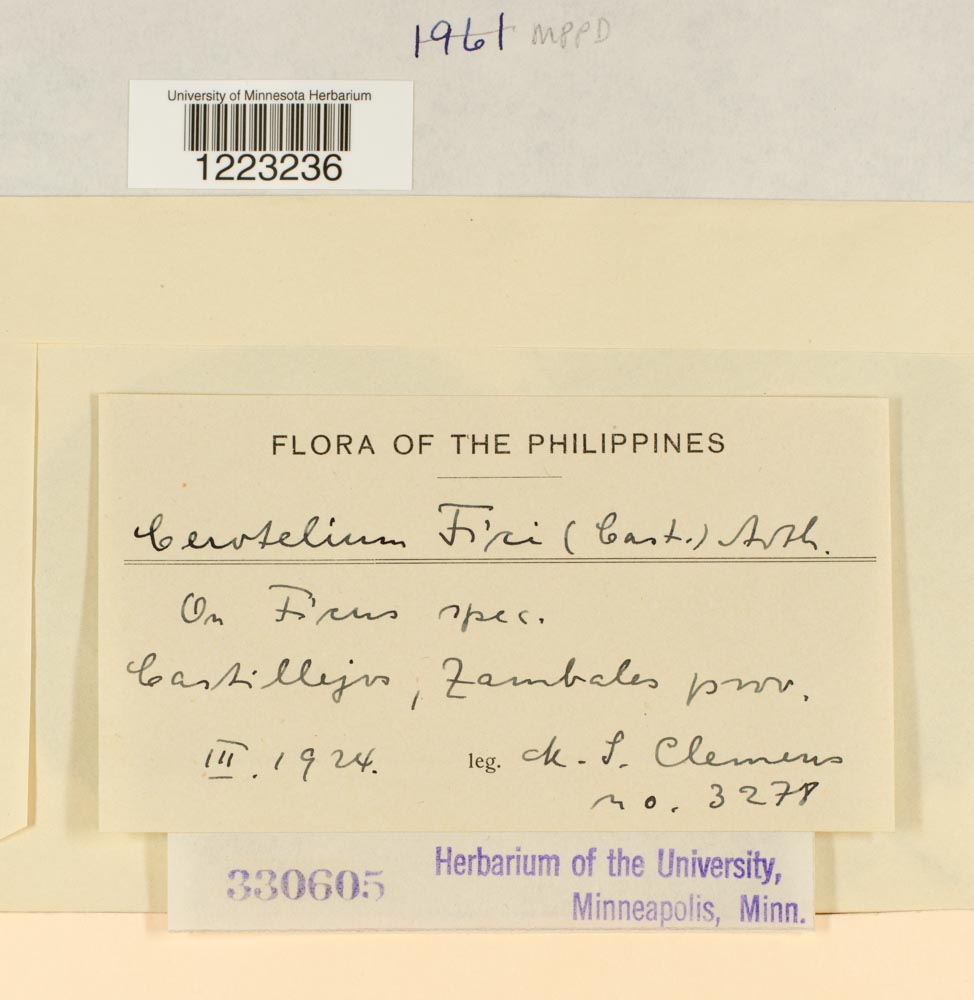 1961 MPPD
University of Minnesota Herbarium
1223236
FLORA OF THE PHILIPPINES
Cerotelium Fici (Cast.) Arth.
On Ficus spec.
Castillejos, Zambales prov.
III. 1924. leg. M. S. Clemens
no. 3278
330605 Herbarium of the University,
Minneapolis, Minn.